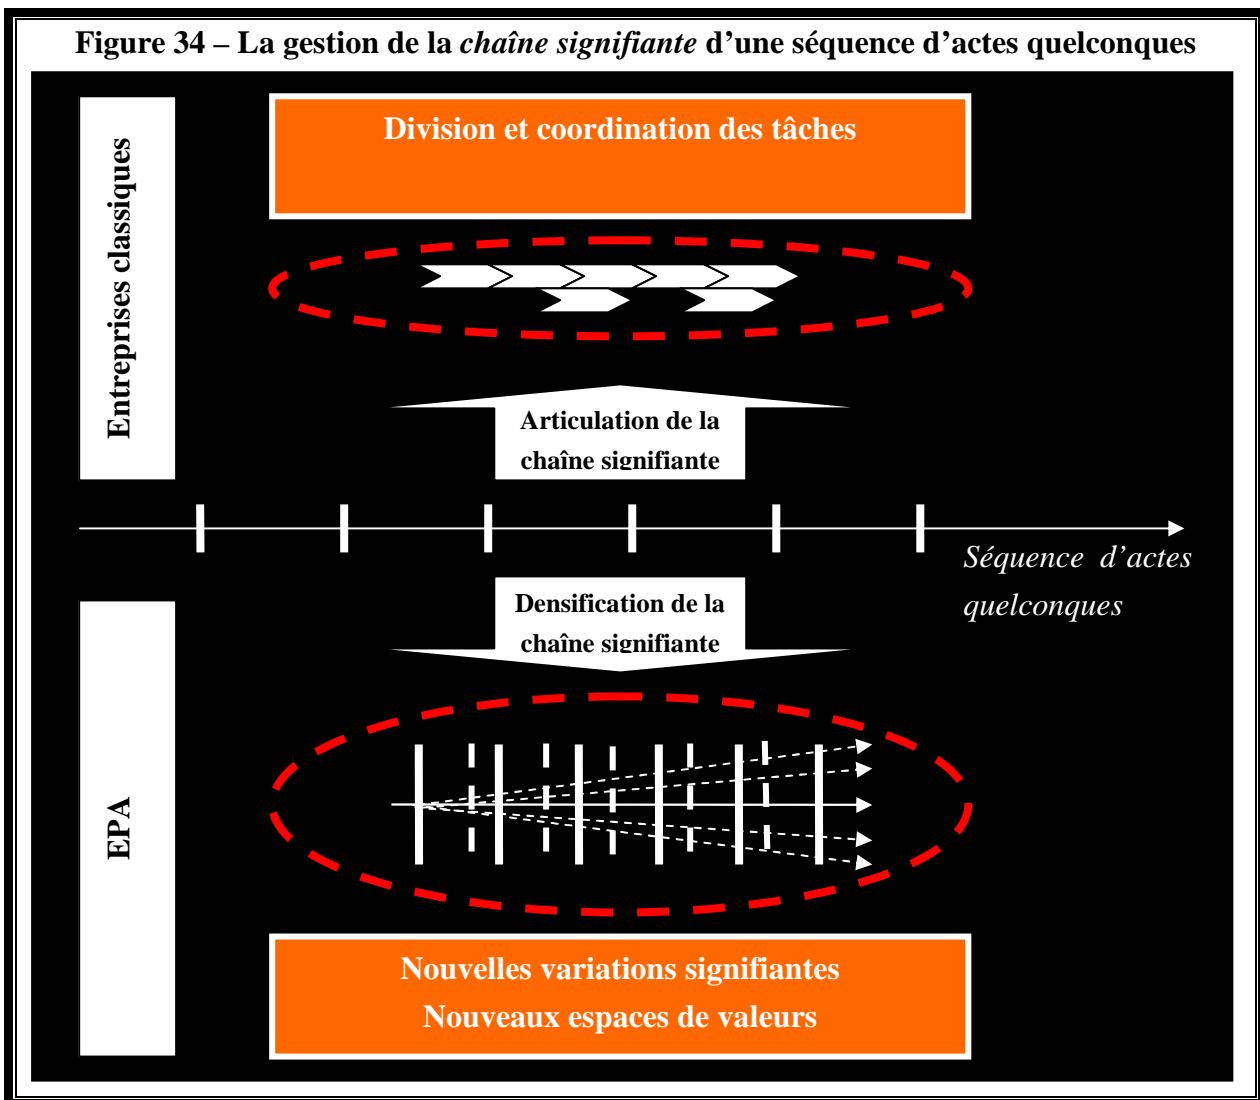 Figure 34 – La gestion de la chaîne signifiante d’une séquence d’actes quelconques
Entreprises classiques
Division et coordination des tâches
Articulation de la
chaîne signifiante
Séquence d’actes
quelconques
Densification de la
chaîne signifiante
EPA
Nouvelles variations signifiantes
Nouveaux espaces de valeurs